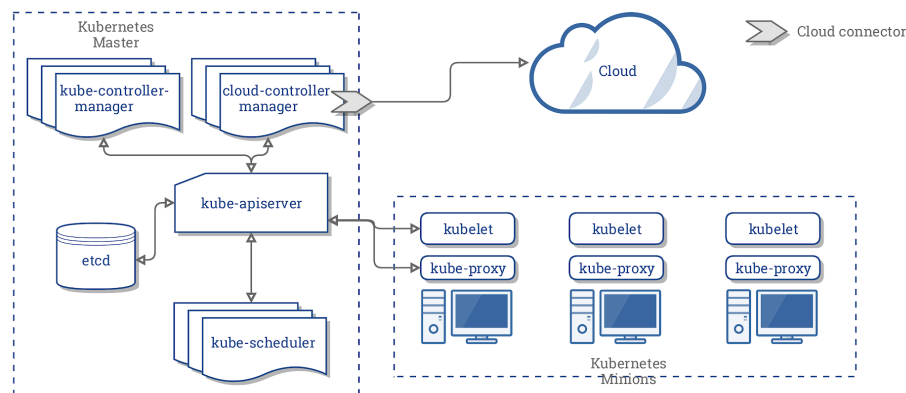 Kubernetes
Master
Cloud connector
Cloud
kube-controller-
manager
cloud-controller
manager
kube-apiserver
etcd
kubelet
kubelet
kubelet
kube-proxy
kube-proxy
kube-proxy
kube-scheduler
Kubernetes
Minions